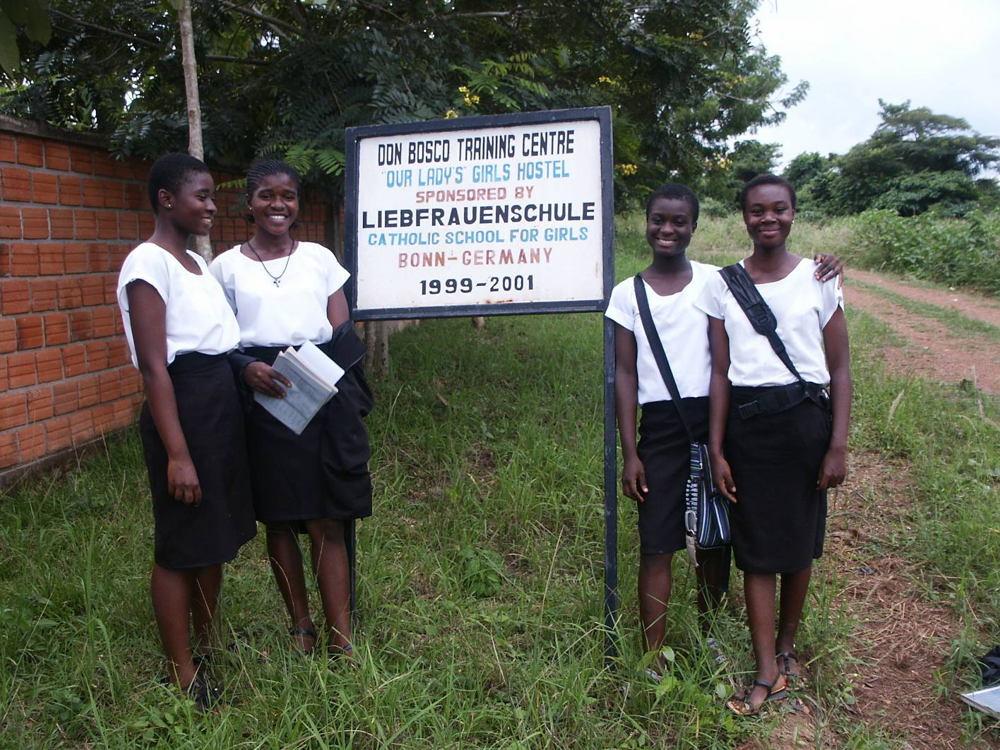 DON BOSCO TRAINING CENTRE
"OUR LADY'S" GIRLS HOSTEL
SPONSORED BY
LIEBFRAUENSCHULE
CATHOLIC SCHOOL FOR GIRLS
BONN-GERMANY
1999-2001